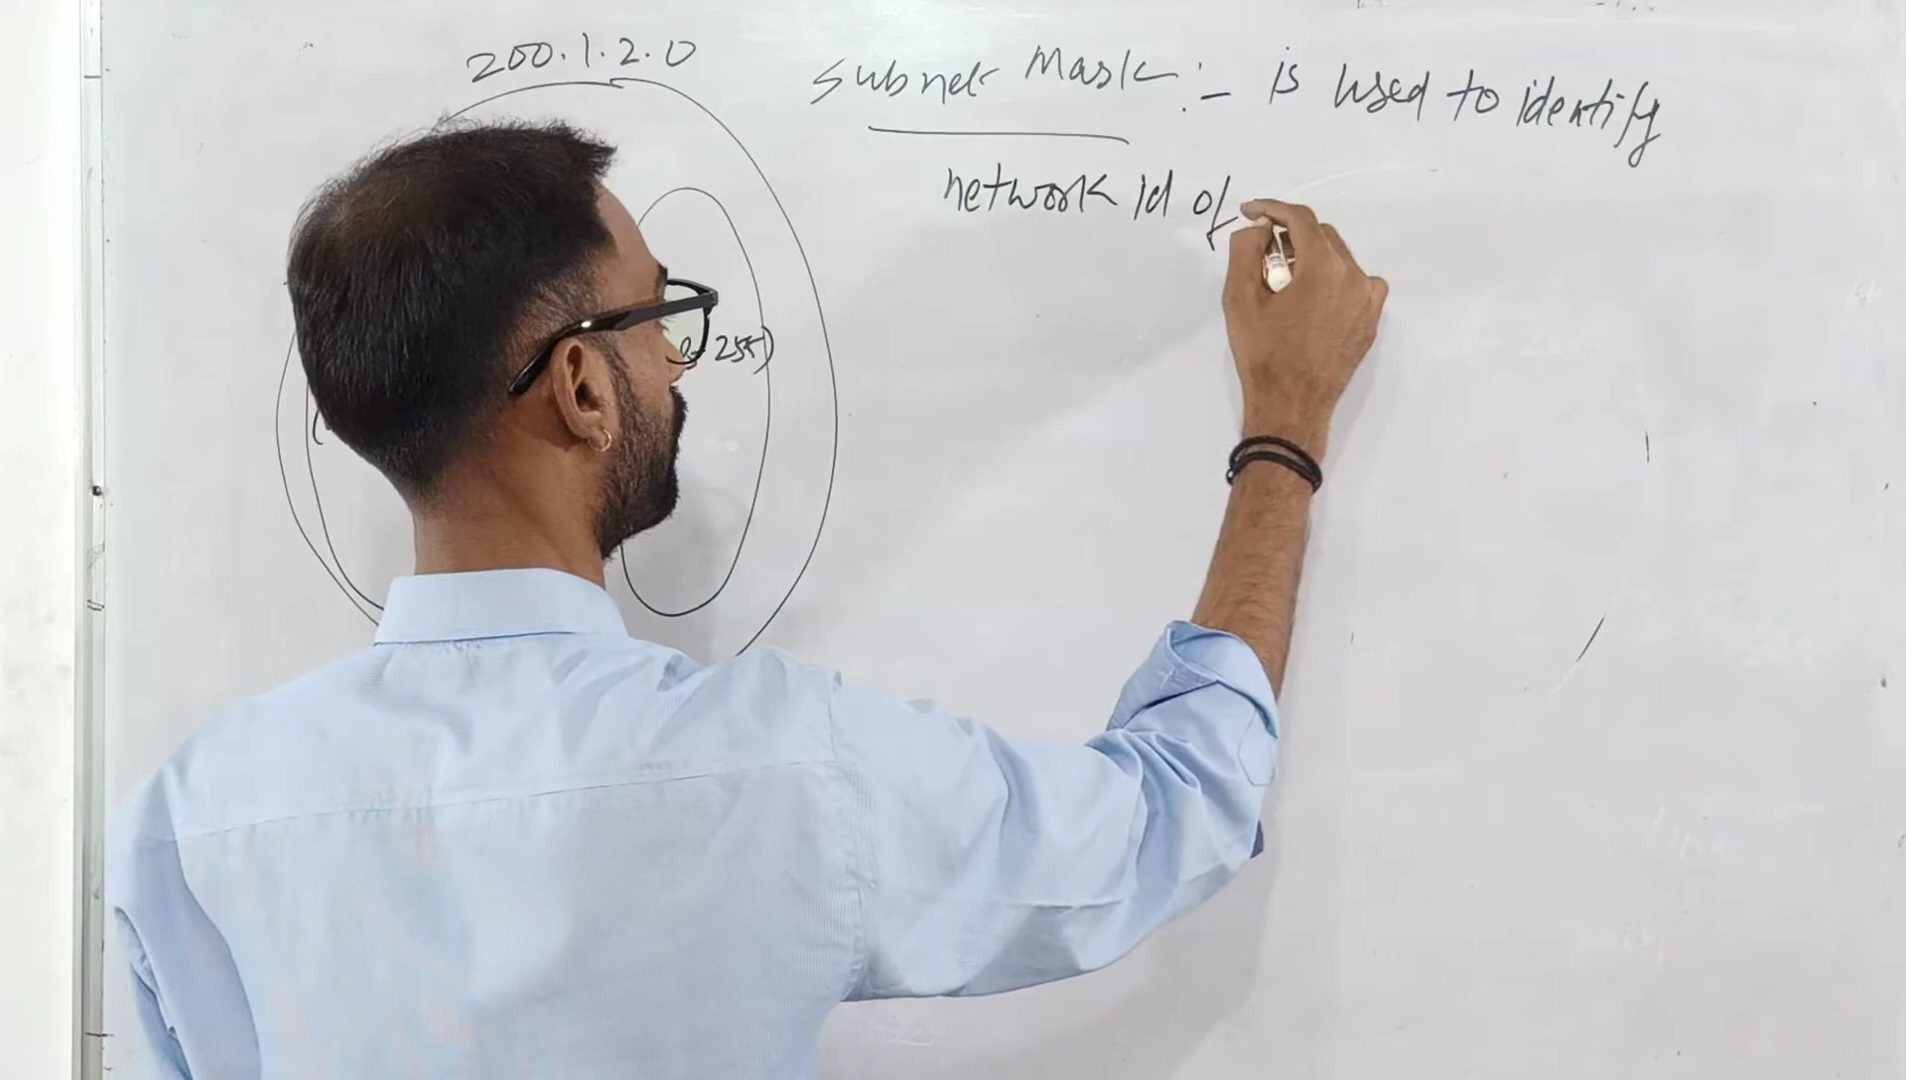 200.1.2.0
Subnet Mask :- is used to identify
network id of
255)